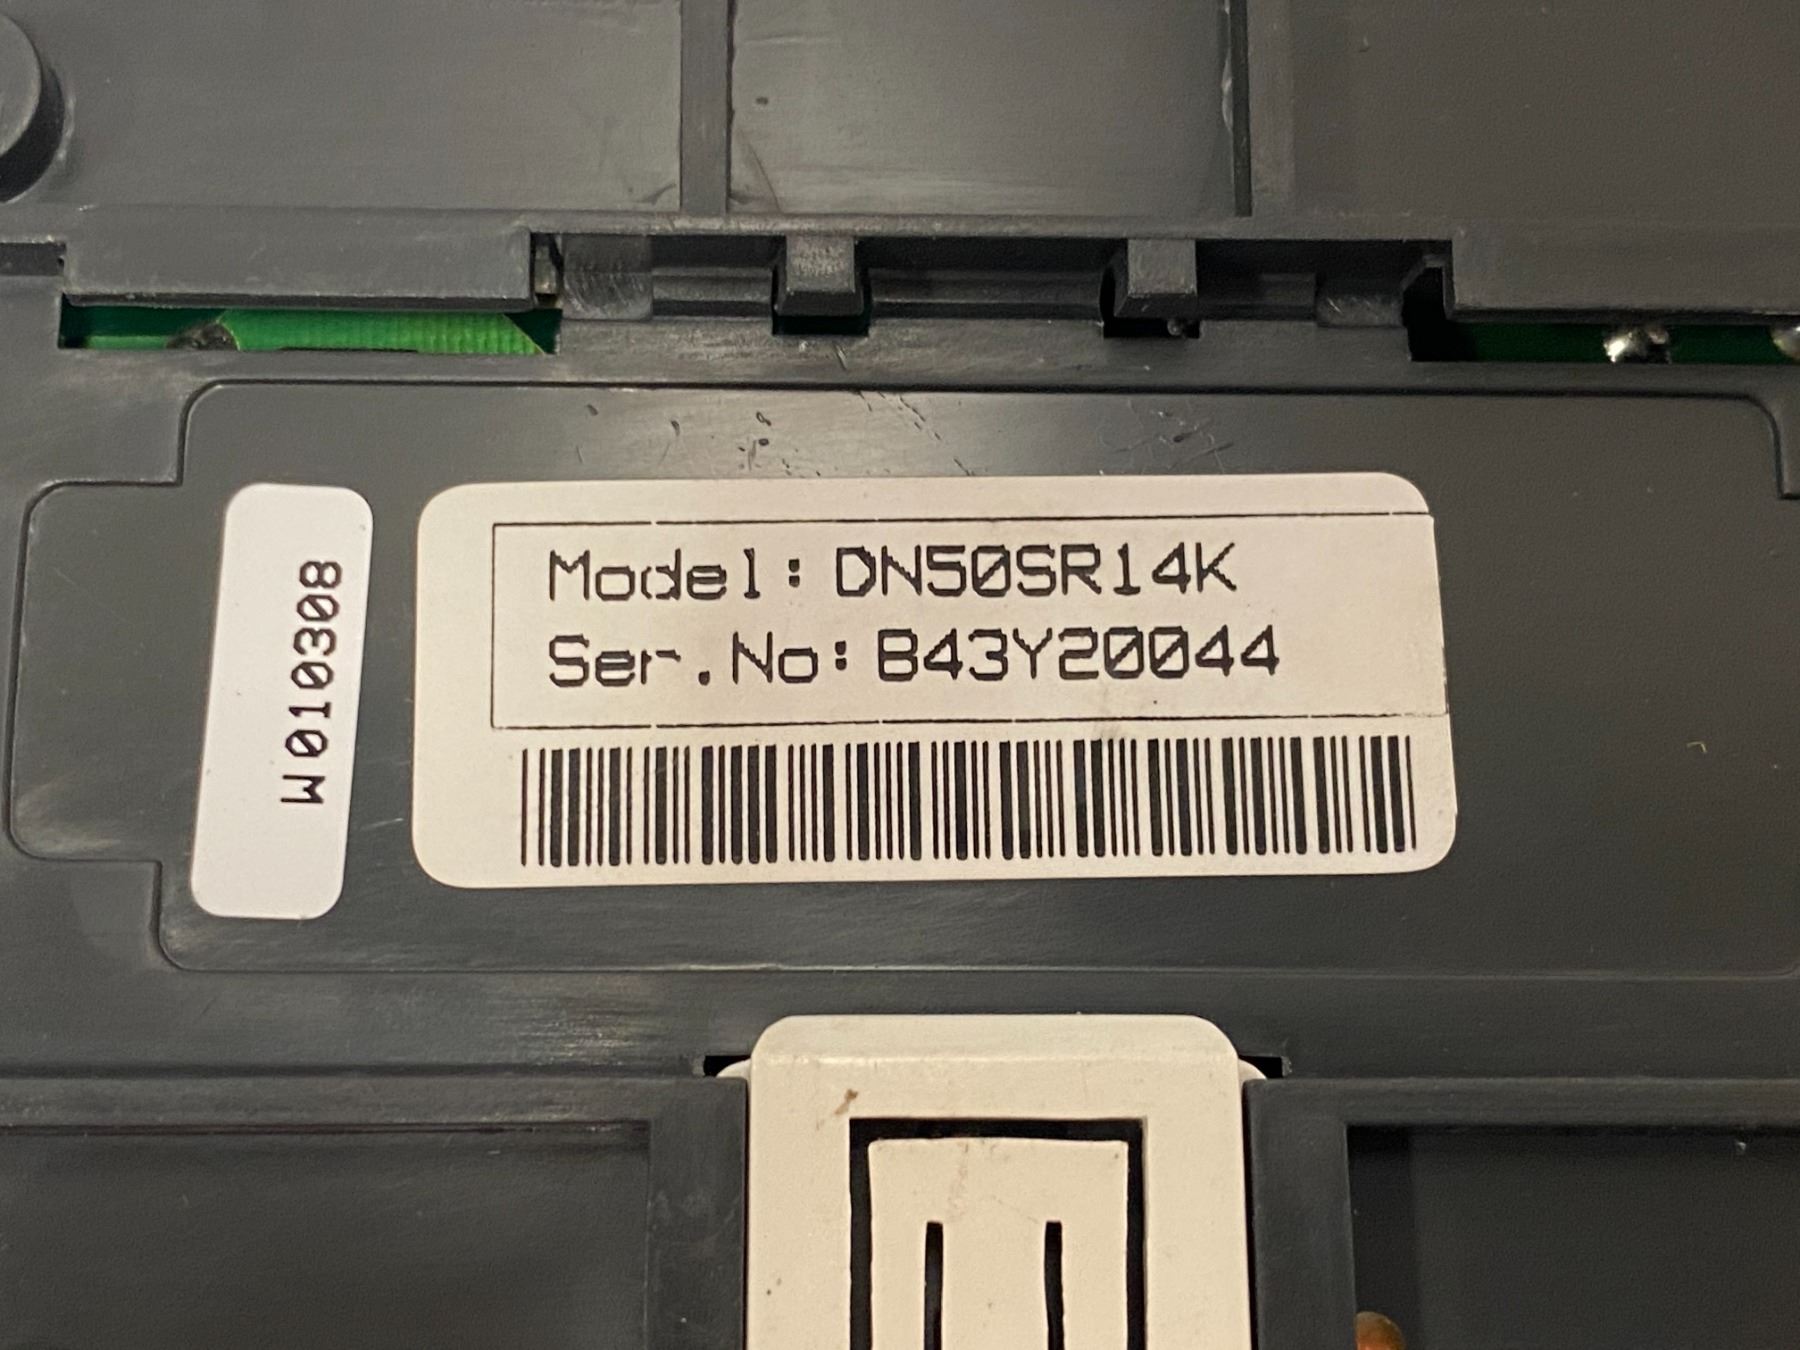 Model: DN50SR14K
Ser.No: B43Y20044
W010308